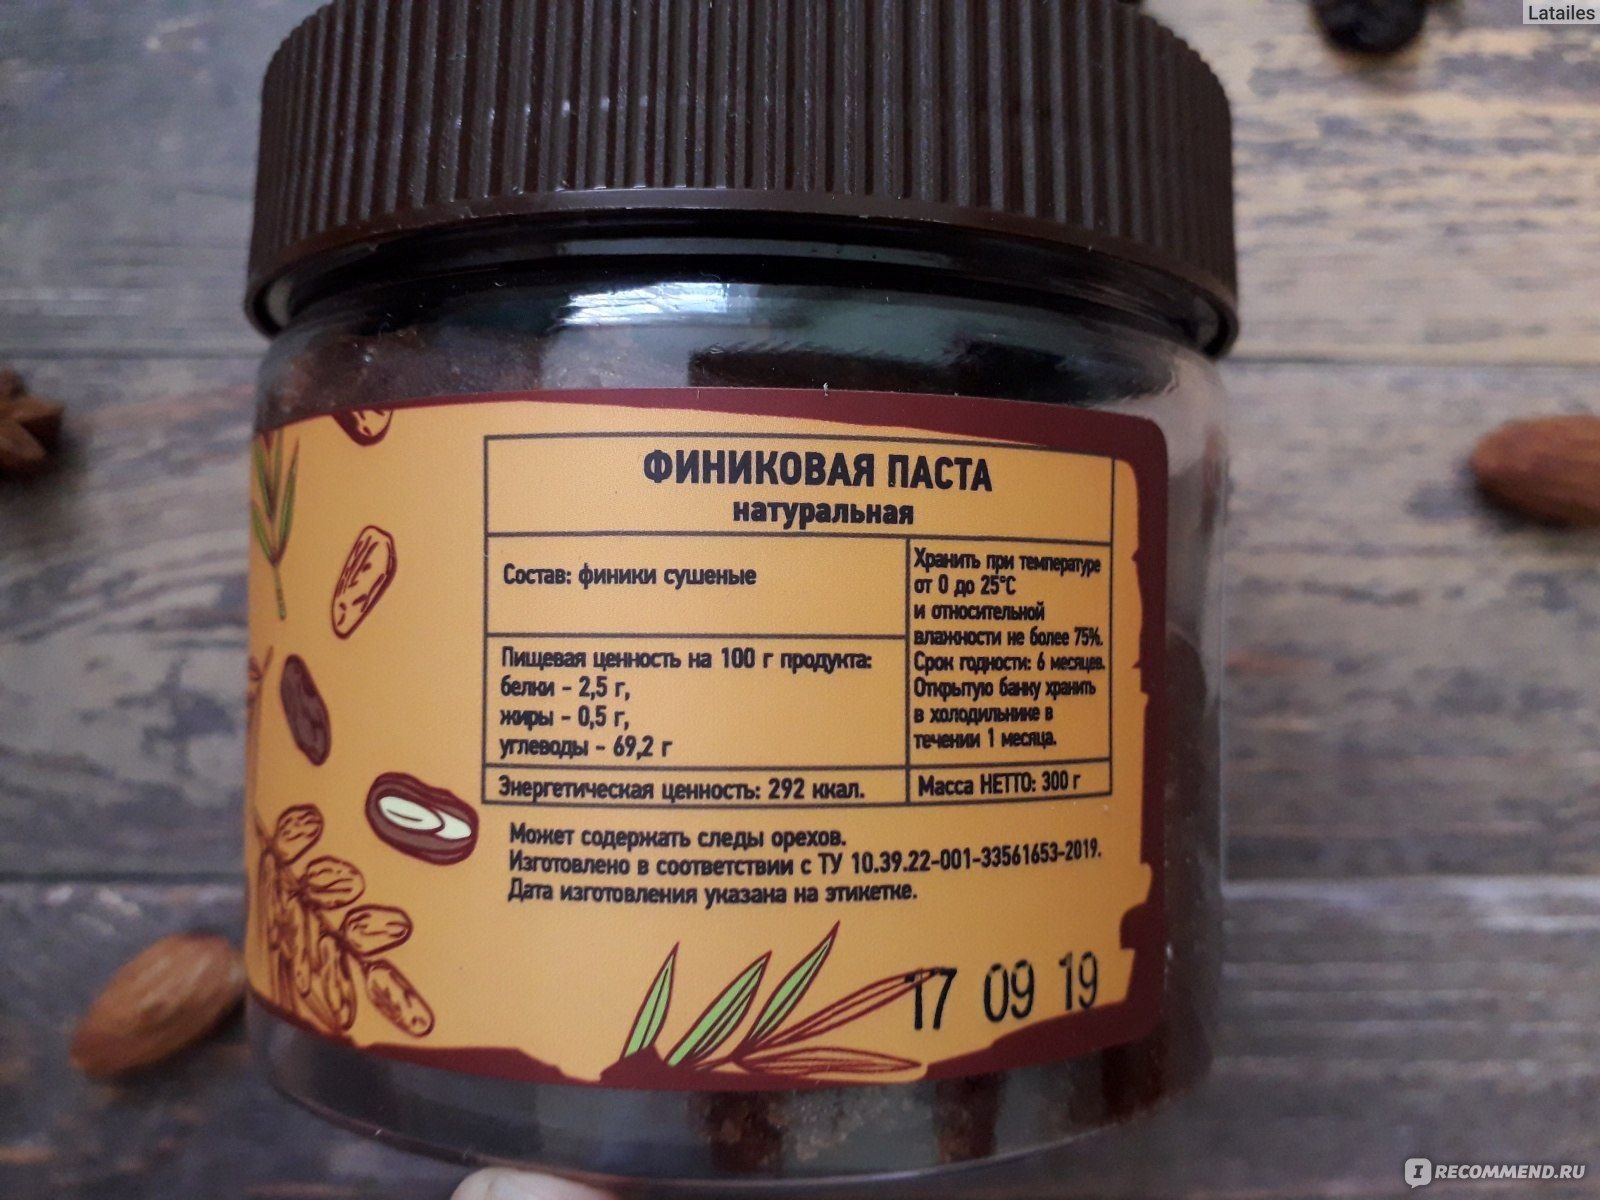 Latailes
ФИНИКОВАЯ ПАСТА
натуральная
Состав: финики сушеные
Пищевая ценность на 100 г продукта:
белки - 2,5 г,
жиры - 0,5 г,
углеводы - 69,2 г
Энергетическая ценность: 292 ккал.
Хранить при температуре
от 0 до 25°С
и относительной
влажности не более 75%.
Срок годности: 6 месяцев.
Открытую банку хранить
в холодильнике в
течении 1 месяца.
Масса НЕТТО: 300 г
Может содержать следы орехов.
Изготовлено в соответствии с ТУ 10.39.22-001-33561653-2019.
Дата изготовления указана на этикетке.
17 09 19
IRECOMMEND.RU